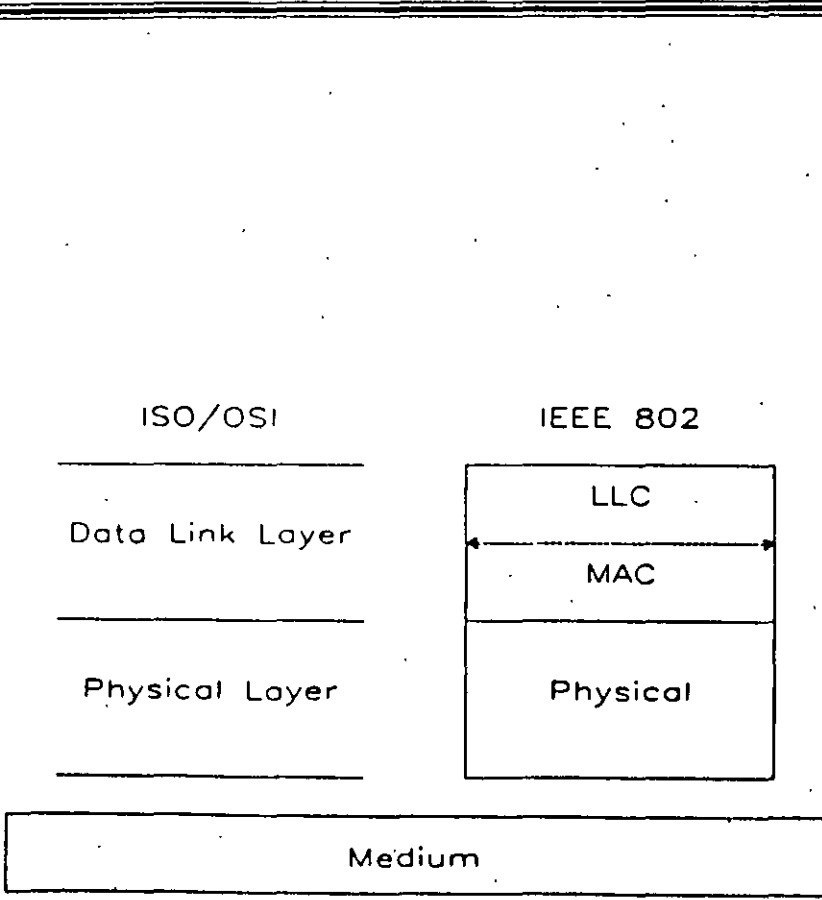 ISO/OSI
IEEE 802
Data Link Layer
LLC
MAC
Physical Layer
Physical
Medium